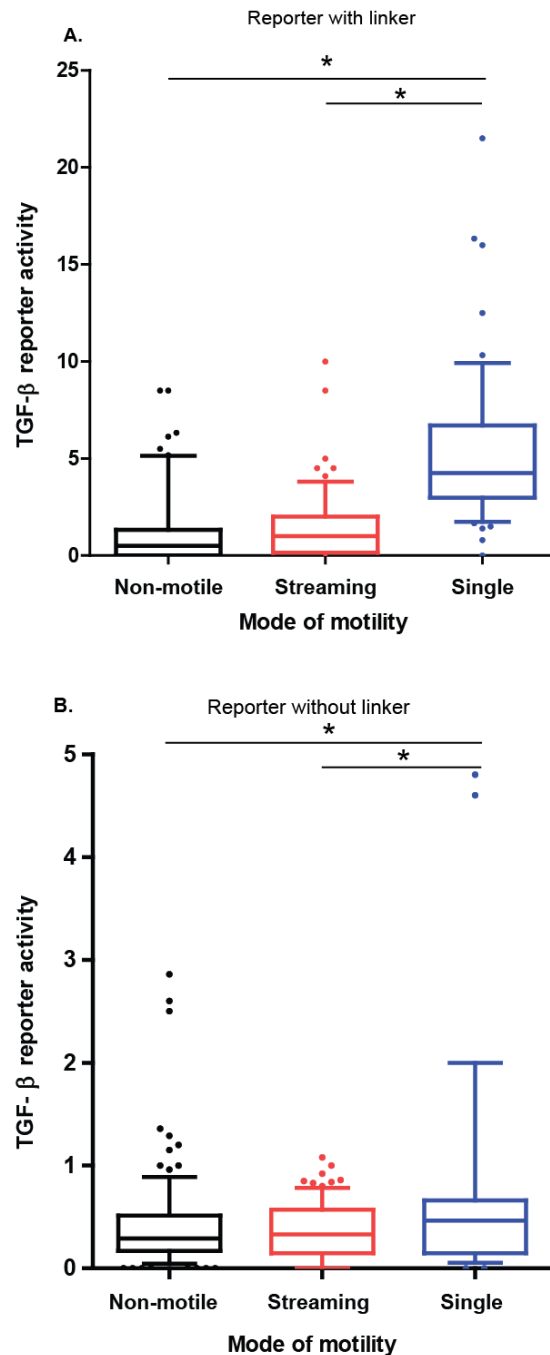 A.
Reporter with linker
*
*
25
20
15
10
5
0
TGF-β reporter activity
Non-motile Streaming Single
Mode of motility
B.
Reporter without linker
*
*
5
4
3
2
1
0
TGF- β reporter activity
Non-motile Streaming Single
Mode of motility